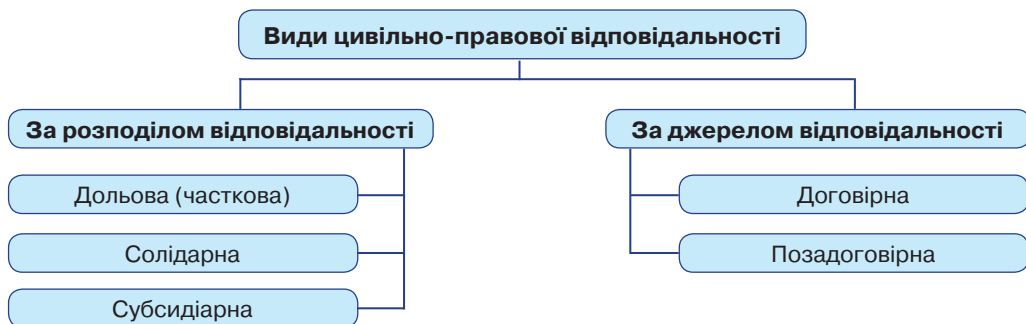 Види цивільно-правової відповідальності
За розподілом відповідальності
Дольова (часткова)
Солідарна
Субсидіарна
За джерелом відповідальності
Договірна
Позадоговірна